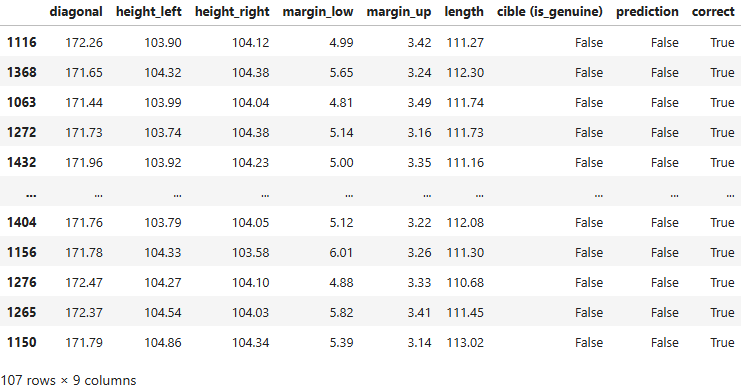 diagonal height_left height_right margin_low margin_up length cible (is_genuine) prediction correct
1116 172.26 103.90 104.12 4.99 3.42 111.27 False False True
1368 171.65 104.32 104.38 5.65 3.24 112.30 False False True
1063 171.44 103.99 104.04 4.81 3.49 111.74 False False True
1272 171.73 103.74 104.38 5.14 3.16 111.73 False False True
1432 171.96 103.92 104.23 5.00 3.35 111.16 False False True
... ... ... ... ... ... ... ... ... ...
1404 171.76 103.79 104.05 5.12 3.22 112.08 False False True
1156 171.78 104.33 103.58 6.01 3.26 111.30 False False True
1276 172.47 104.27 104.10 4.88 3.33 110.68 False False True
1265 172.37 104.54 104.03 5.82 3.41 111.45 False False True
1150 171.79 104.86 104.34 5.39 3.14 113.02 False False True
107 rows × 9 columns